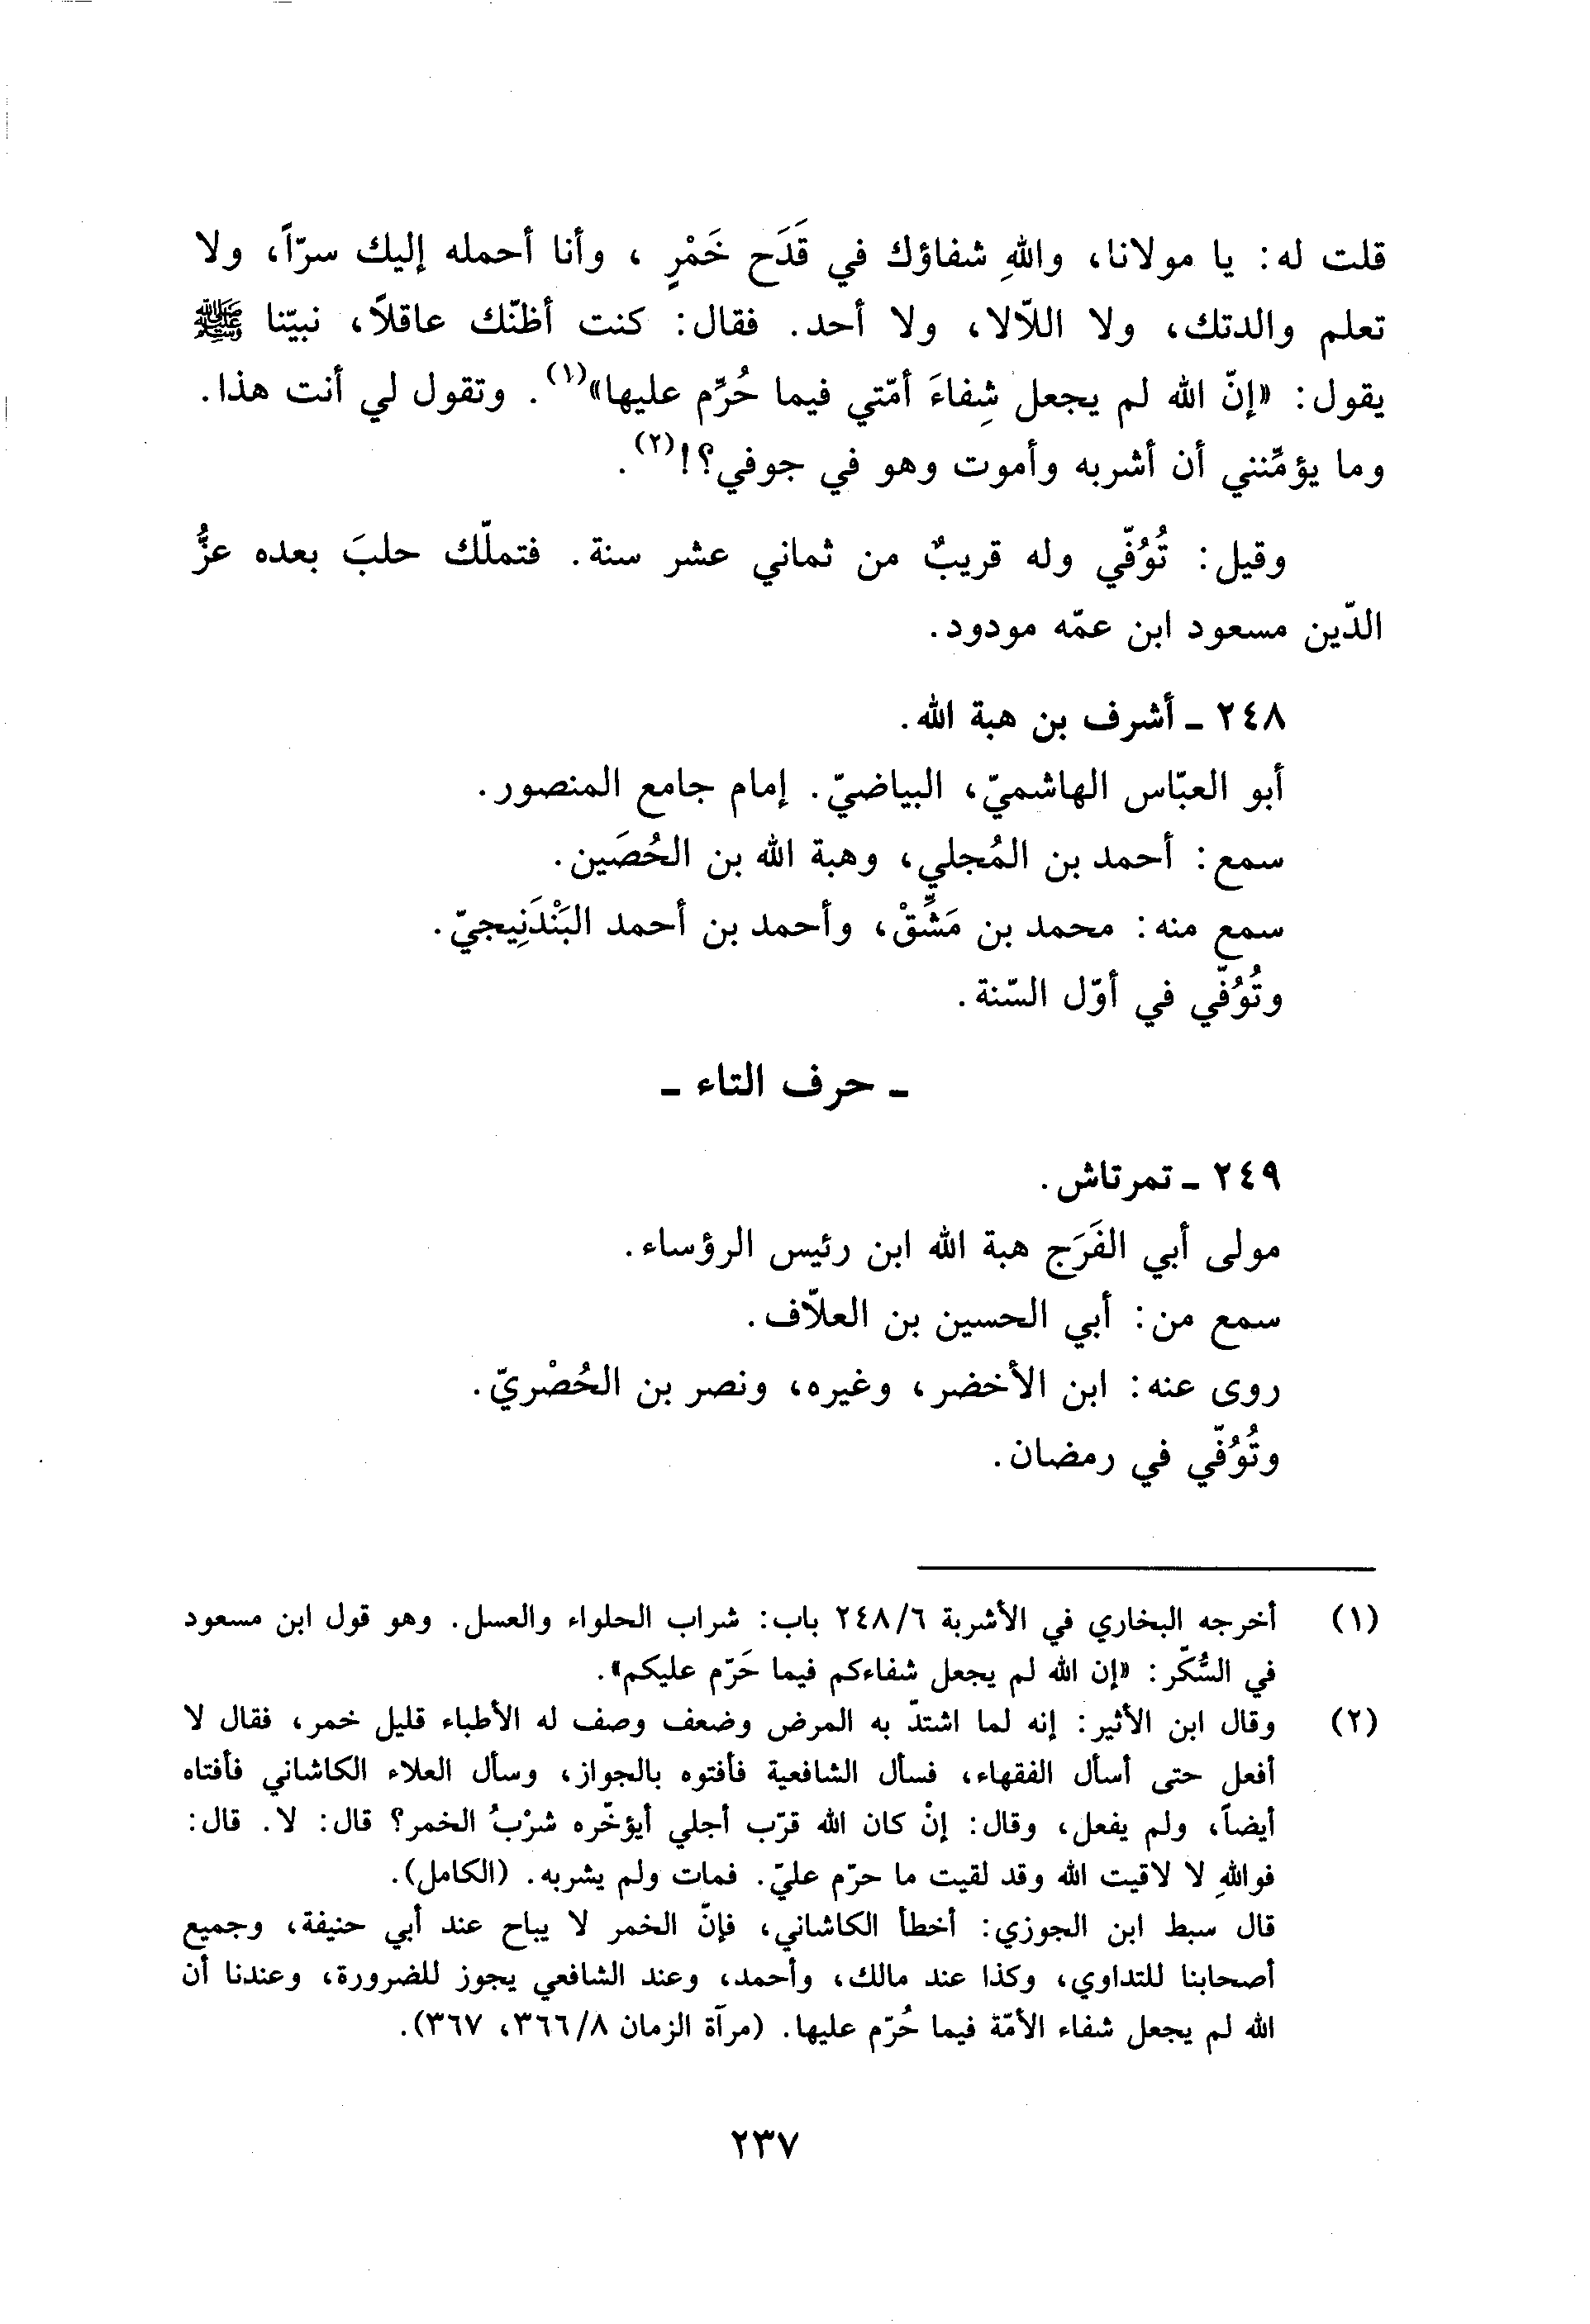 قلت له: يا مولانا، واللهِ شفاؤك في قَدَح خَمْرٍ، وأنا أحمله إليك سرّاً، ولا
تعلم والدتك، ولا اللّالا، ولا أحد. فقال: كنت أظنّك عاقلاً، نبيّنا ﷺ
يقول: «إنّ الله لم يجعل شِفاءَ أمّتي فيما حُرِّم عليها»(١). وتقول لي أنت هذا.
وما يؤمِّنني أن أشربه وأموت وهو في جوفي؟!(٢).
وقيل: تُوُفّي وله قريبٌ من ثماني عشر سنة. فتملّك حلبَ بعده عزُّ
الدّين مسعود ابن عمّه مودود.
٢٤٨ ـ أشرف بن هبة الله.
أبو العبّاس الهاشميّ، البياضيّ. إمام جامع المنصور.
سمع: أحمد بن المُجلي، وهبة الله بن الحُصَين.
سمع منه: محمد بن مَشِّقْ، وأحمد بن أحمد البَنْدَنِيجيّ.
وتُوُفّي في أوّل السّنة.
ـ حرف التاء ـ
٢٤٩ ـ تمرتاش.
مولى أبي الفَرَج هبة الله ابن رئيس الرؤساء.
سمع من: أبي الحسين بن العلاّف.
روى عنه: ابن الأخضر، وغيره، ونصر بن الحُصْريّ.
وتُوُفّي في رمضان.
(١) أخرجه البخاري في الأشربة ٢٤٨/٦ باب: شراب الحلواء والعسل. وهو قول ابن مسعود
في السُّكّر: «إن الله لم يجعل شفاءكم فيما حَرّم عليكم».
(٢) وقال ابن الأثير: إنه لما اشتدّ به المرض وضعف وصف له الأطباء قليل خمر، فقال لا
أفعل حتى أسأل الفقهاء، فسأل الشافعية فأفتوه بالجواز، وسأل العلاء الكاشاني فأفتاه
أيضاً، ولم يفعل، وقال: إنْ كان الله قرّب أجلي أيؤخّره شرْبُ الخمر؟ قال: لا. قال:
فواللهِ لا لاقيت الله وقد لقيت ما حرّم عليّ. فمات ولم يشربه. (الكامل).
قال سبط ابن الجوزي: أخطأ الكاشاني، فإنّ الخمر لا يباح عند أبي حنيفة، وجميع
أصحابنا للتداوي، وكذا عند مالك، وأحمد، وعند الشافعي يجوز للضرورة، وعندنا أن
الله لم يجعل شفاء الأمّة فيما حُرّم عليها. (مرآة الزمان ٣٦٦/٨، ٣٦٧).
٢٣٧